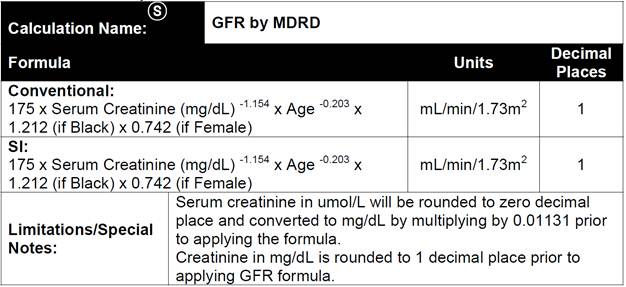 Ⓢ
Calculation Name: GFR by MDRD
Formula Units Decimal Places
Conventional:
175 x Serum Creatinine (mg/dL) -1.154 x Age -0.203 x
1.212 (if Black) x 0.742 (if Female)
mL/min/1.73m2 1
SI:
175 x Serum Creatinine (mg/dL) -1.154 x Age -0.203 x
1.212 (if Black) x 0.742 (if Female)
mL/min/1.73m2 1
Limitations/Special
Notes:
Serum creatinine in umol/L will be rounded to zero decimal
place and converted to mg/dL by multiplying by 0.01131 prior
to applying the formula.
Creatinine in mg/dL is rounded to 1 decimal place prior to
applying GFR formula.